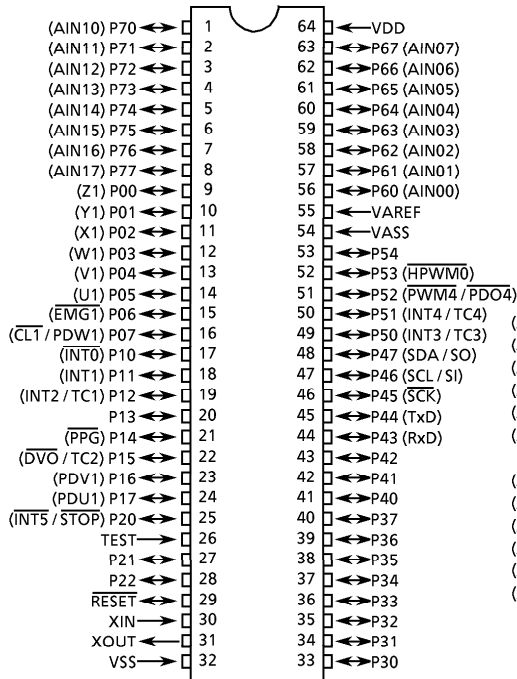 (AIN10) P70 1 64 VDD
(AIN11) P71 2 63 P67 (AIN07)
(AIN12) P72 3 62 P66 (AIN06)
(AIN13) P73 4 61 P65 (AIN05)
(AIN14) P74 5 60 P64 (AIN04)
(AIN15) P75 6 59 P63 (AIN03)
(AIN16) P76 7 58 P62 (AIN02)
(AIN17) P77 8 57 P61 (AIN01)
(Z1) P00 9 56 P60 (AIN00)
(Y1) P01 10 55 VAREF
(X1) P02 11 54 VASS
(W1) P03 12 53 P54
(V1) P04 13 52 P53 (HPWM0)
(U1) P05 14 51 P52 (PWM4 / PDO4)
(EMG1) P06 15 50 P51 (INT4 / TC4)
(CL1 / PDW1) P07 16 49 P50 (INT3 / TC3)
(INT0) P10 17 48 P47 (SDA / SO)
(INT1) P11 18 47 P46 (SCL / SI)
(INT2 / TC1) P12 19 46 P45 (SCK)
P13 20 45 P44 (TxD)
(PPG) P14 21 44 P43 (RxD)
(DVO / TC2) P15 22 43 P42
(PDV1) P16 23 42 P41
(PDU1) P17 24 41 P40
(INT5 / STOP) P20 25 40 P37
TEST 26 39 P36
P21 27 38 P35
P22 28 37 P34
RESET 29 36 P33
XIN 30 35 P32
XOUT 31 34 P31
VSS 32 33 P30